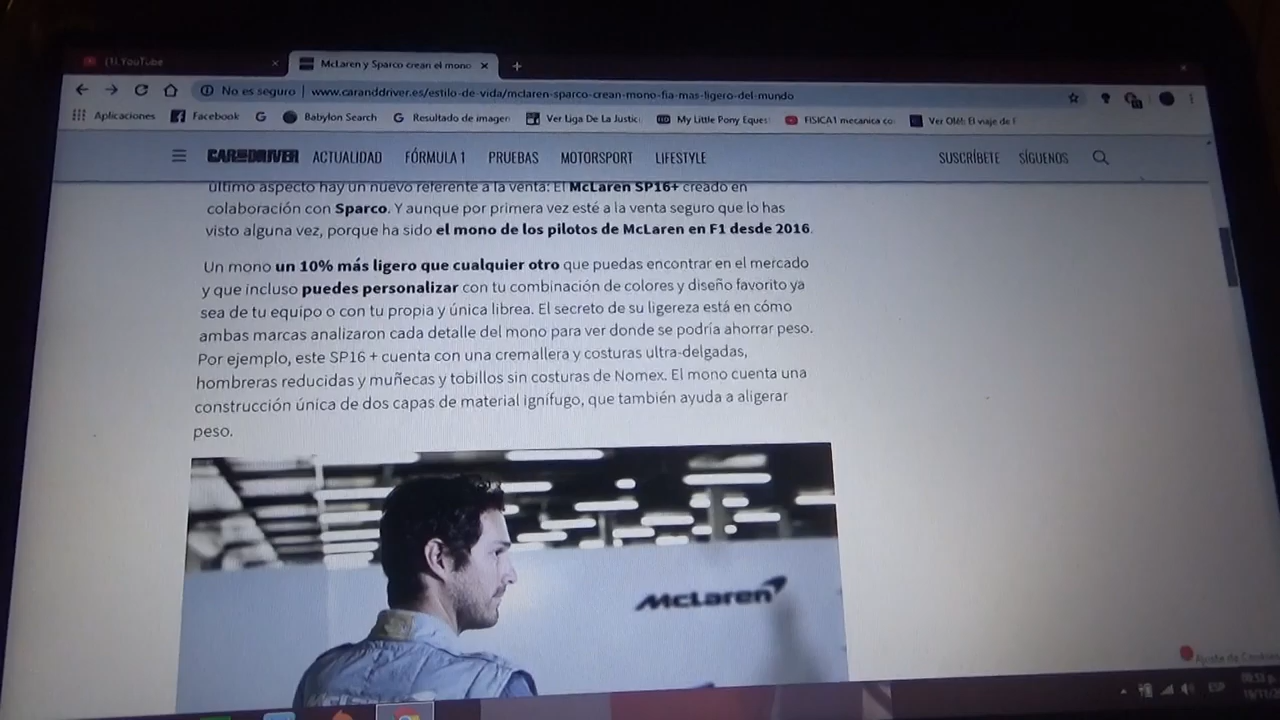 (1) YouTube
McLaren y Sparco crean el mono
No es seguro | www.caranddriver.es/estilo-de-vida/mclaren-sparco-crean-mono-fia-mas-ligero-del-mundo
Aplicaciones Facebook G Babylon Search Resultado de imagen Ver Liga De La Justici My Little Pony Eques FISICA1 mecanica co Ver Olé!: El viaje de F
CAR AND DRIVER ACTUALIDAD FÓRMULA 1 PRUEBAS MOTORSPORT LIFESTYLE SUSCRÍBETE SÍGUENOS
último aspecto hay un nuevo referente a la venta: El McLaren SP16+ creado en
colaboración con Sparco. Y aunque por primera vez esté a la venta seguro que lo has
visto alguna vez, porque ha sido el mono de los pilotos de McLaren en F1 desde 2016.
Un mono un 10% más ligero que cualquier otro que puedas encontrar en el mercado
y que incluso puedes personalizar con tu combinación de colores y diseño favorito ya
sea de tu equipo o con tu propia y única librea. El secreto de su ligereza está en cómo
ambas marcas analizaron cada detalle del mono para ver donde se podría ahorrar peso.
Por ejemplo, este SP16 + cuenta con una cremallera y costuras ultra-delgadas,
hombreras reducidas y muñecas y tobillos sin costuras de Nomex. El mono cuenta una
construcción única de dos capas de material ignífugo, que también ayuda a aligerar
peso.
McLaren
Ajuste de Cookies
ESP